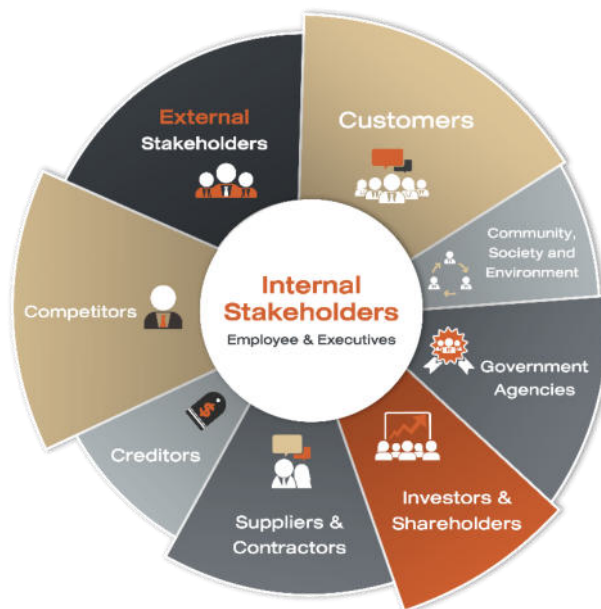 External
Stakeholders
Customers
Community,
Society and
Environment
Internal
Stakeholders
Employee & Executives
Competitors
Government
Agencies
$
Creditors
Investors &
Shareholders
Suppliers &
Contractors